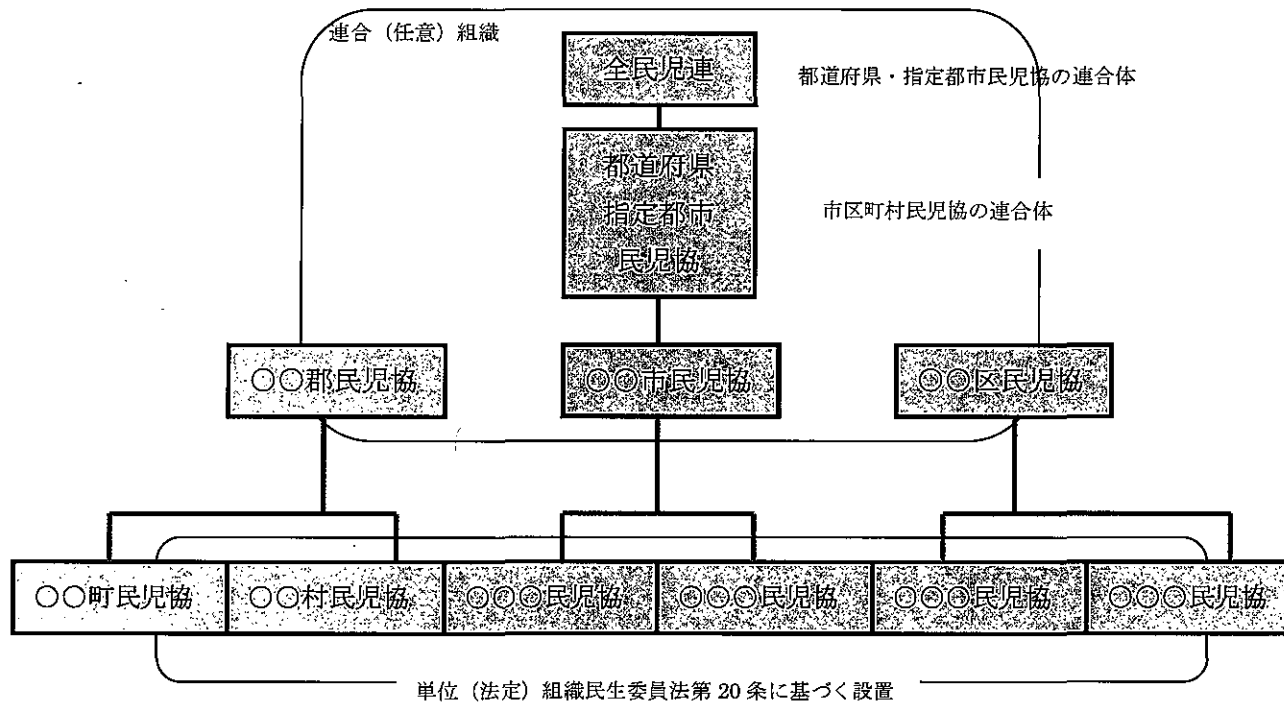 連合（任意）組織
全民児連
都道府県・指定都市民児協の連合体
都道府県
指定都市
民児協
市区町村民児協の連合体
○○郡民児協
○○市民児協
○○区民児協
○○町民児協
○○村民児協
○○○民児協
○○○民児協
○○○民児協
○○○民児協
単位（法定）組織民生委員法第 20 条に基づく設置